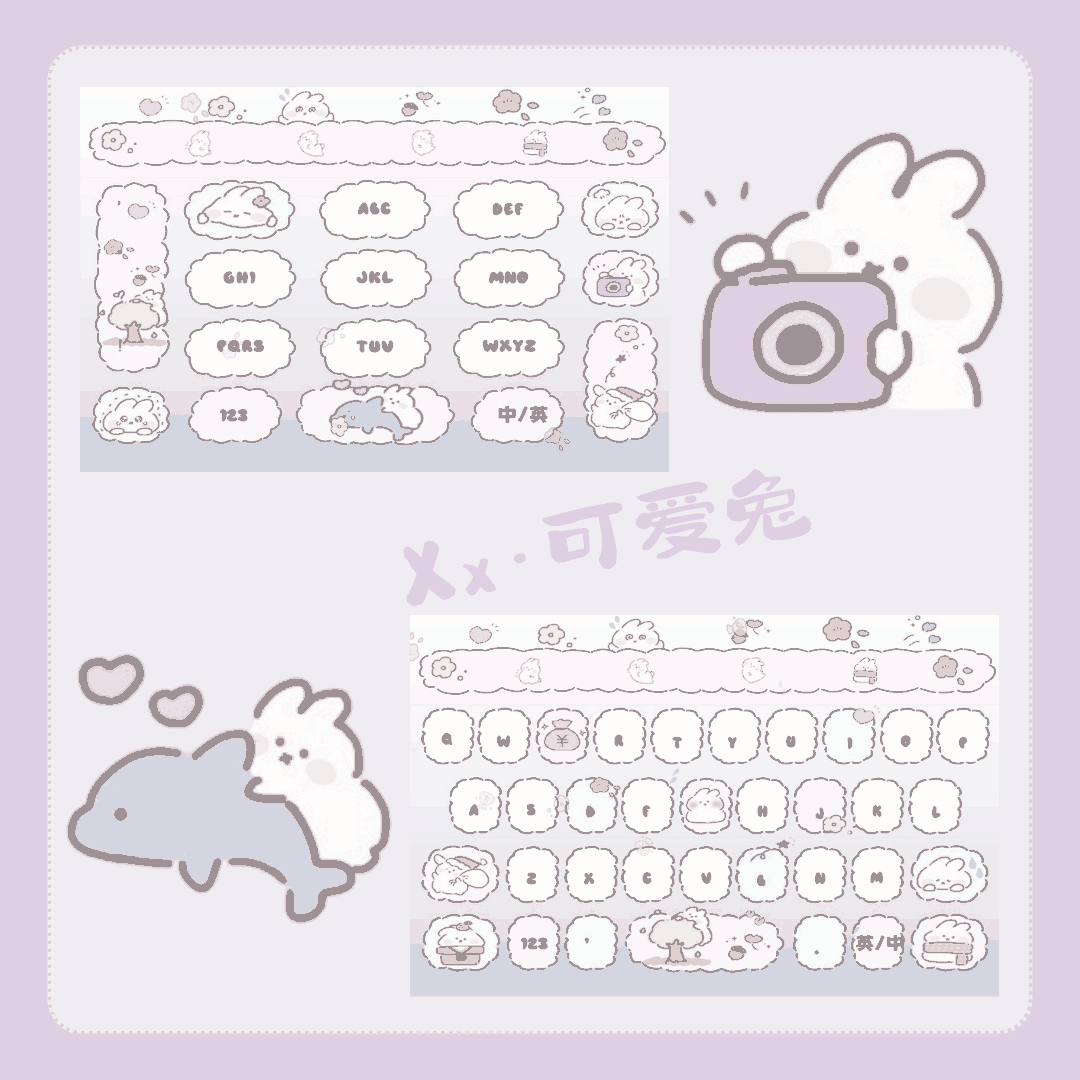 ABC DEF
GHI JKL MNO
PQRS TUV WXYZ
123 中/英
Xx·可爱兔
Q W ¥ R T Y U I O P
A S D F H J K L
Z X C V B N M
123 ' . 英/中